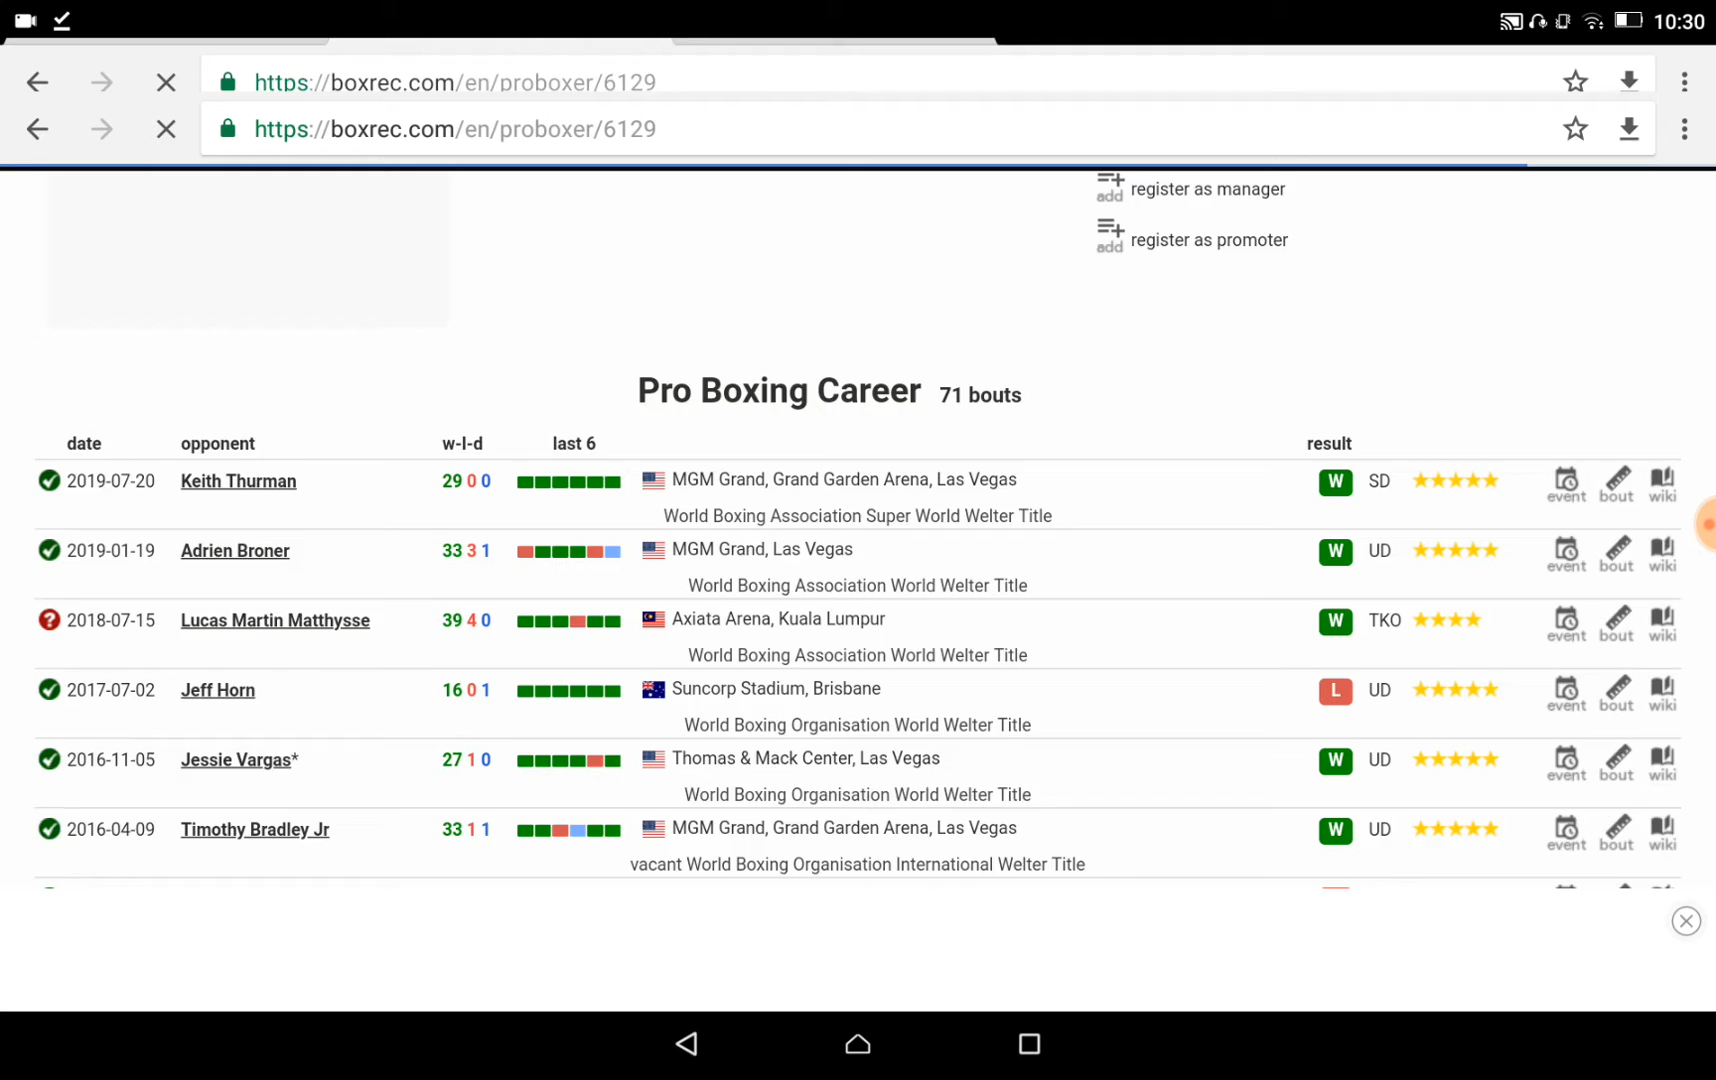 10:30
https://boxrec.com/en/proboxer/6129
https://boxrec.com/en/proboxer/6129
add register as manager
add register as promoter
Pro Boxing Career 71 bouts
date opponent w-l-d last 6 result
2019-07-20 Keith Thurman 29 0 0 MGM Grand, Grand Garden Arena, Las Vegas W SD event bout wiki
World Boxing Association Super World Welter Title
2019-01-19 Adrien Broner 33 3 1 MGM Grand, Las Vegas W UD event bout wiki
World Boxing Association World Welter Title
2018-07-15 Lucas Martin Matthysse 39 4 0 Axiata Arena, Kuala Lumpur W TKO event bout wiki
World Boxing Association World Welter Title
2017-07-02 Jeff Horn 16 0 1 Suncorp Stadium, Brisbane L UD event bout wiki
World Boxing Organisation World Welter Title
2016-11-05 Jessie Vargas* 27 1 0 Thomas & Mack Center, Las Vegas W UD event bout wiki
World Boxing Organisation World Welter Title
2016-04-09 Timothy Bradley Jr 33 1 1 MGM Grand, Grand Garden Arena, Las Vegas W UD event bout wiki
vacant World Boxing Organisation International Welter Title